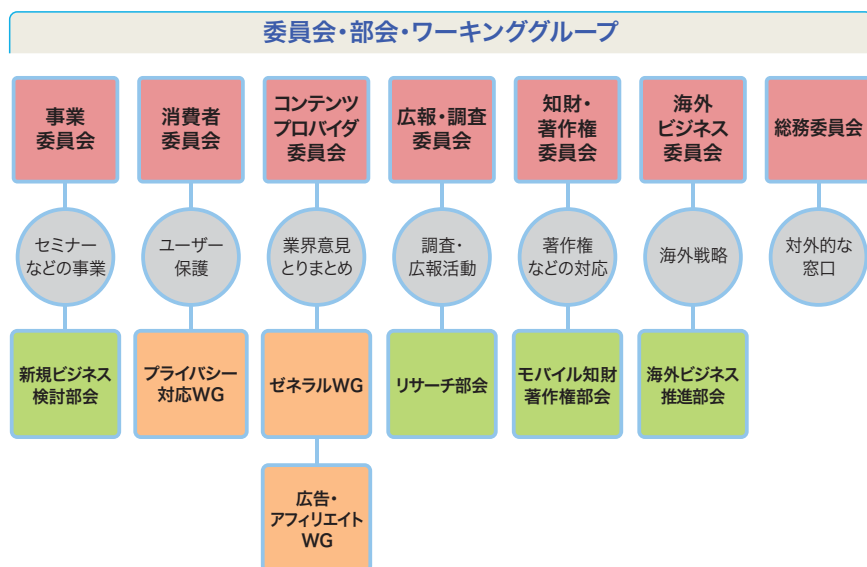 委員会・部会・ワーキンググループ
事業
委員会
消費者
委員会
コンテンツ
プロバイダ
委員会
広報・調査
委員会
知財・
著作権
委員会
海外
ビジネス
委員会
総務委員会
セミナー
などの事業
ユーザー
保護
業界意見
とりまとめ
調査・
広報活動
著作権
などの対応
海外戦略
対外的な
窓口
新規ビジネス
検討部会
プライバシー
対応WG
ゼネラルWG
リサーチ部会
モバイル知財
著作権部会
海外ビジネス
推進部会
広告・
アフィリエイト
WG